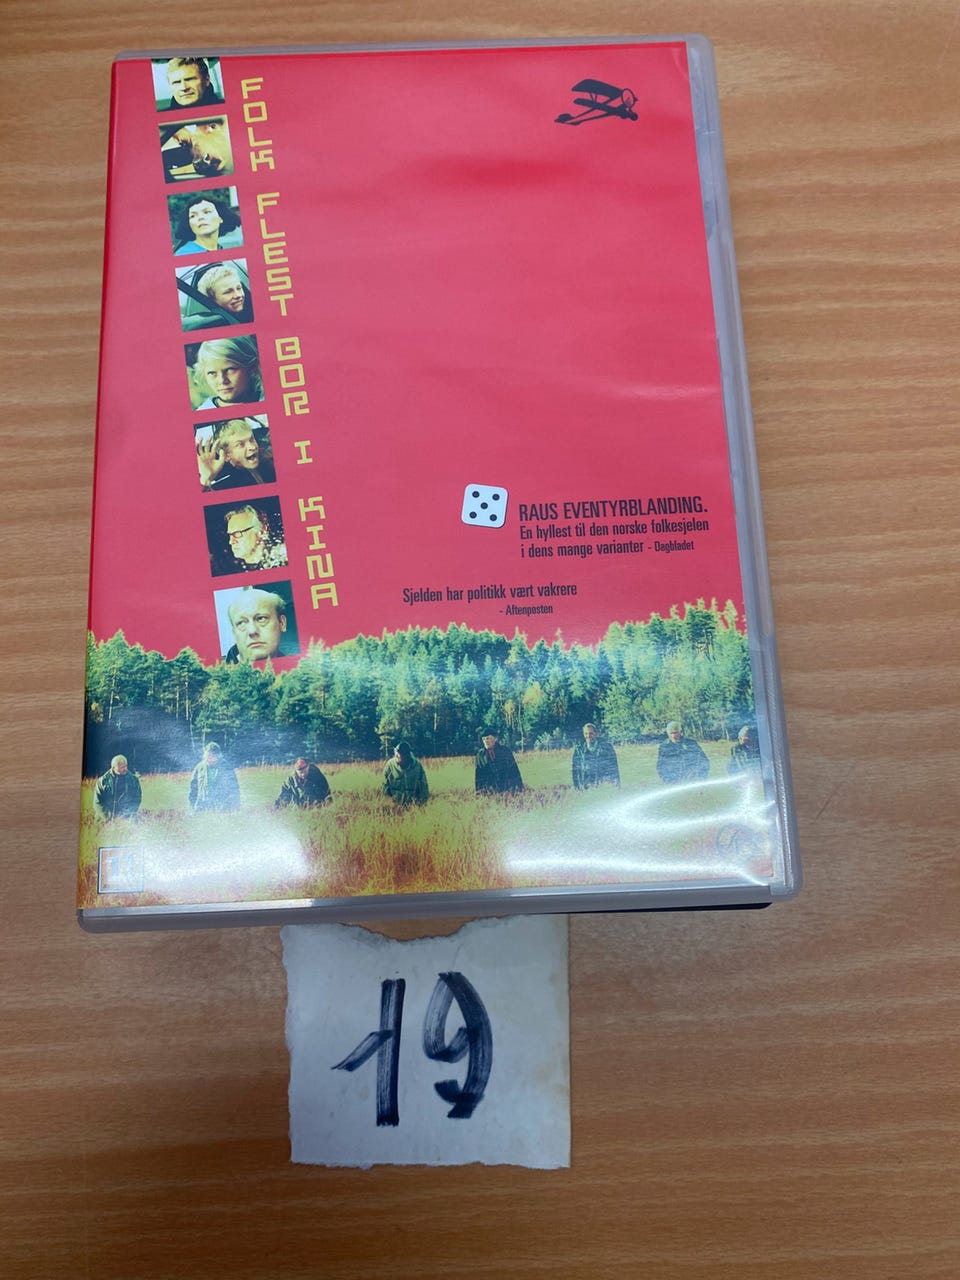 FOLK FLEST BOR I KINA
RAUS EVENTYRBLANDING.
En hyllest til den norske folkesjelen
i dens mange varianter - Dagbladet
Sjelden har politikk vært vakrere
- Aftenposten
11
19